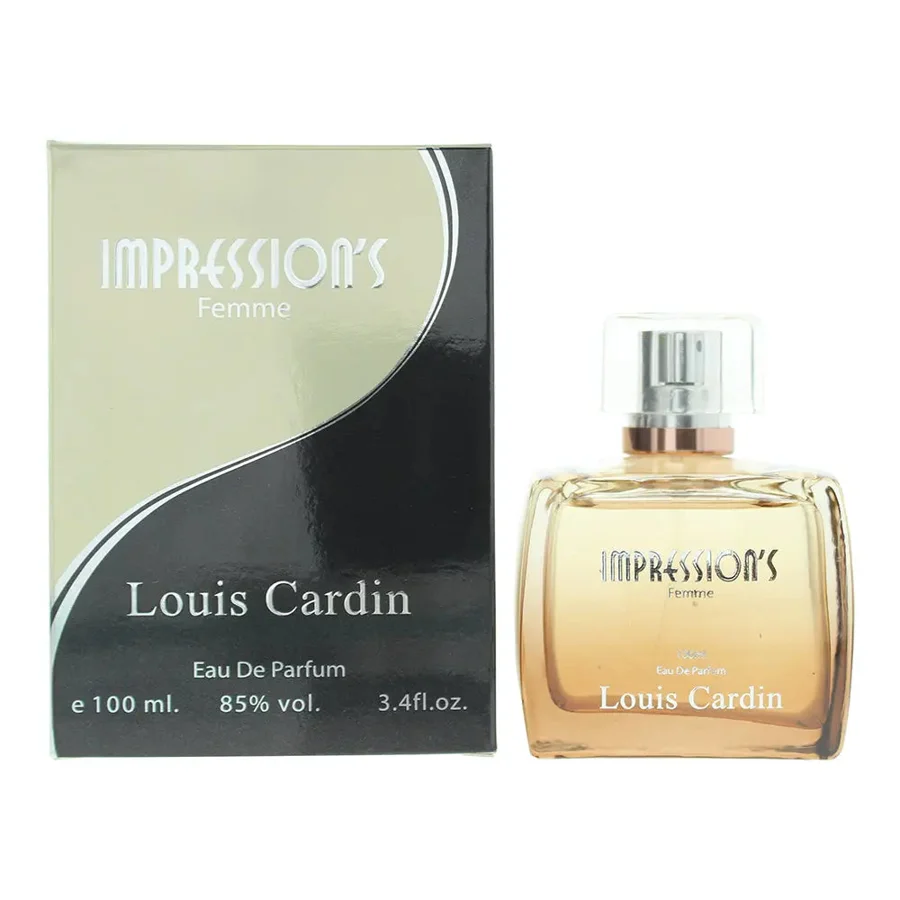 IMPRESSION'S
Femme
Louis Cardin
Eau De Parfum
e 100 ml. 85% vol. 3.4fl.oz.
IMPRESSION'S
Femme
Eau De Parfum
Louis Cardin